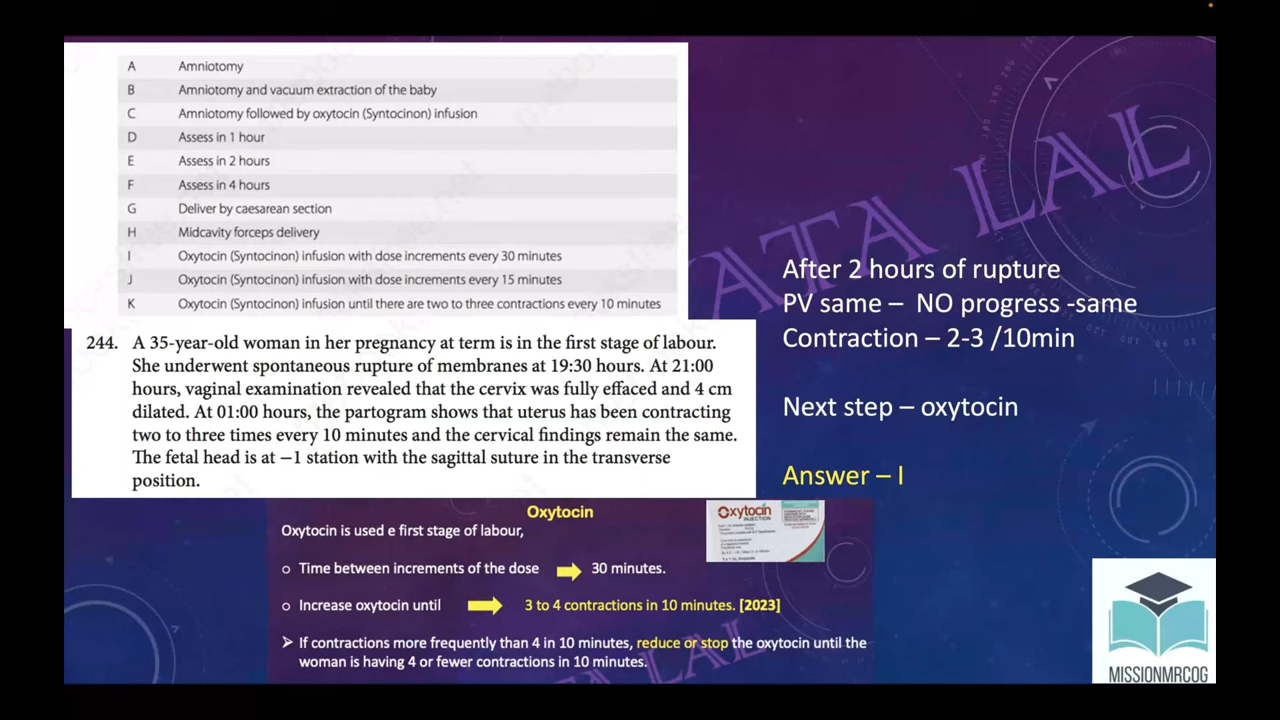 A Amniotomy
B Amniotomy and vacuum extraction of the baby
C Amniotomy followed by oxytocin (Syntocinon) infusion
D Assess in 1 hour
E Assess in 2 hours
F Assess in 4 hours
G Deliver by caesarean section
H Midcavity forceps delivery
I Oxytocin (Syntocinon) infusion with dose increments every 30 minutes
J Oxytocin (Syntocinon) infusion with dose increments every 15 minutes
K Oxytocin (Syntocinon) infusion until there are two to three contractions every 10 minutes
244. A 35-year-old woman in her pregnancy at term is in the first stage of labour.
She underwent spontaneous rupture of membranes at 19:30 hours. At 21:00
hours, vaginal examination revealed that the cervix was fully effaced and 4 cm
dilated. At 01:00 hours, the partogram shows that uterus has been contracting
two to three times every 10 minutes and the cervical findings remain the same.
The fetal head is at −1 station with the sagittal suture in the transverse
position.
ATA LAL
After 2 hours of rupture
PV same – NO progress -same
Contraction – 2-3 /10min
Next step – oxytocin
Answer – I
Oxytocin
Oxytocin is used e first stage of labour,
Time between increments of the dose 30 minutes.
Increase oxytocin until 3 to 4 contractions in 10 minutes. [2023]
If contractions more frequently than 4 in 10 minutes, reduce or stop the oxytocin until the
woman is having 4 or fewer contractions in 10 minutes.
Oxytocin
INJECTION
MISSIONMRCOG